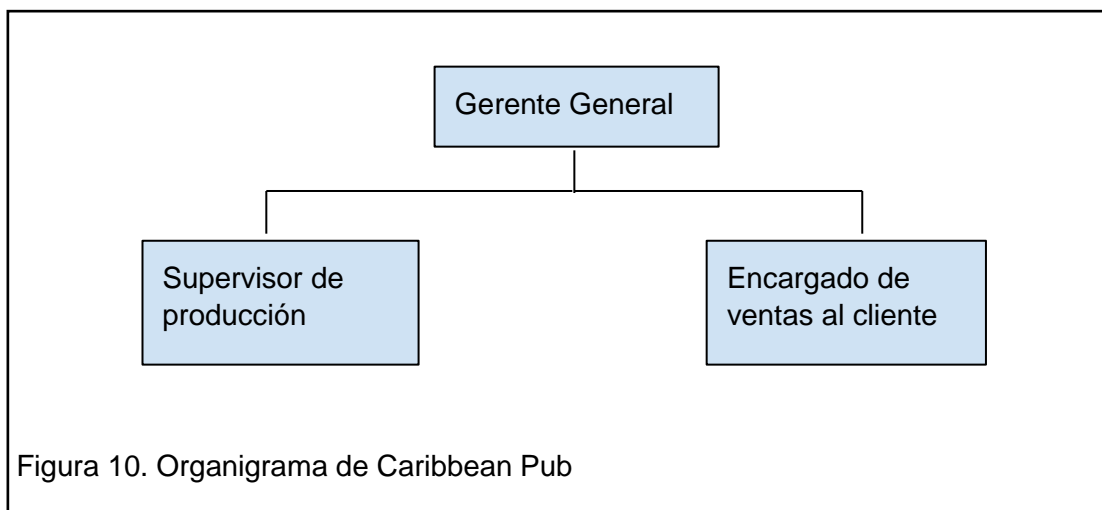 Gerente General
Supervisor de
producción
Encargado de
ventas al cliente
Figura 10. Organigrama de Caribbean Pub